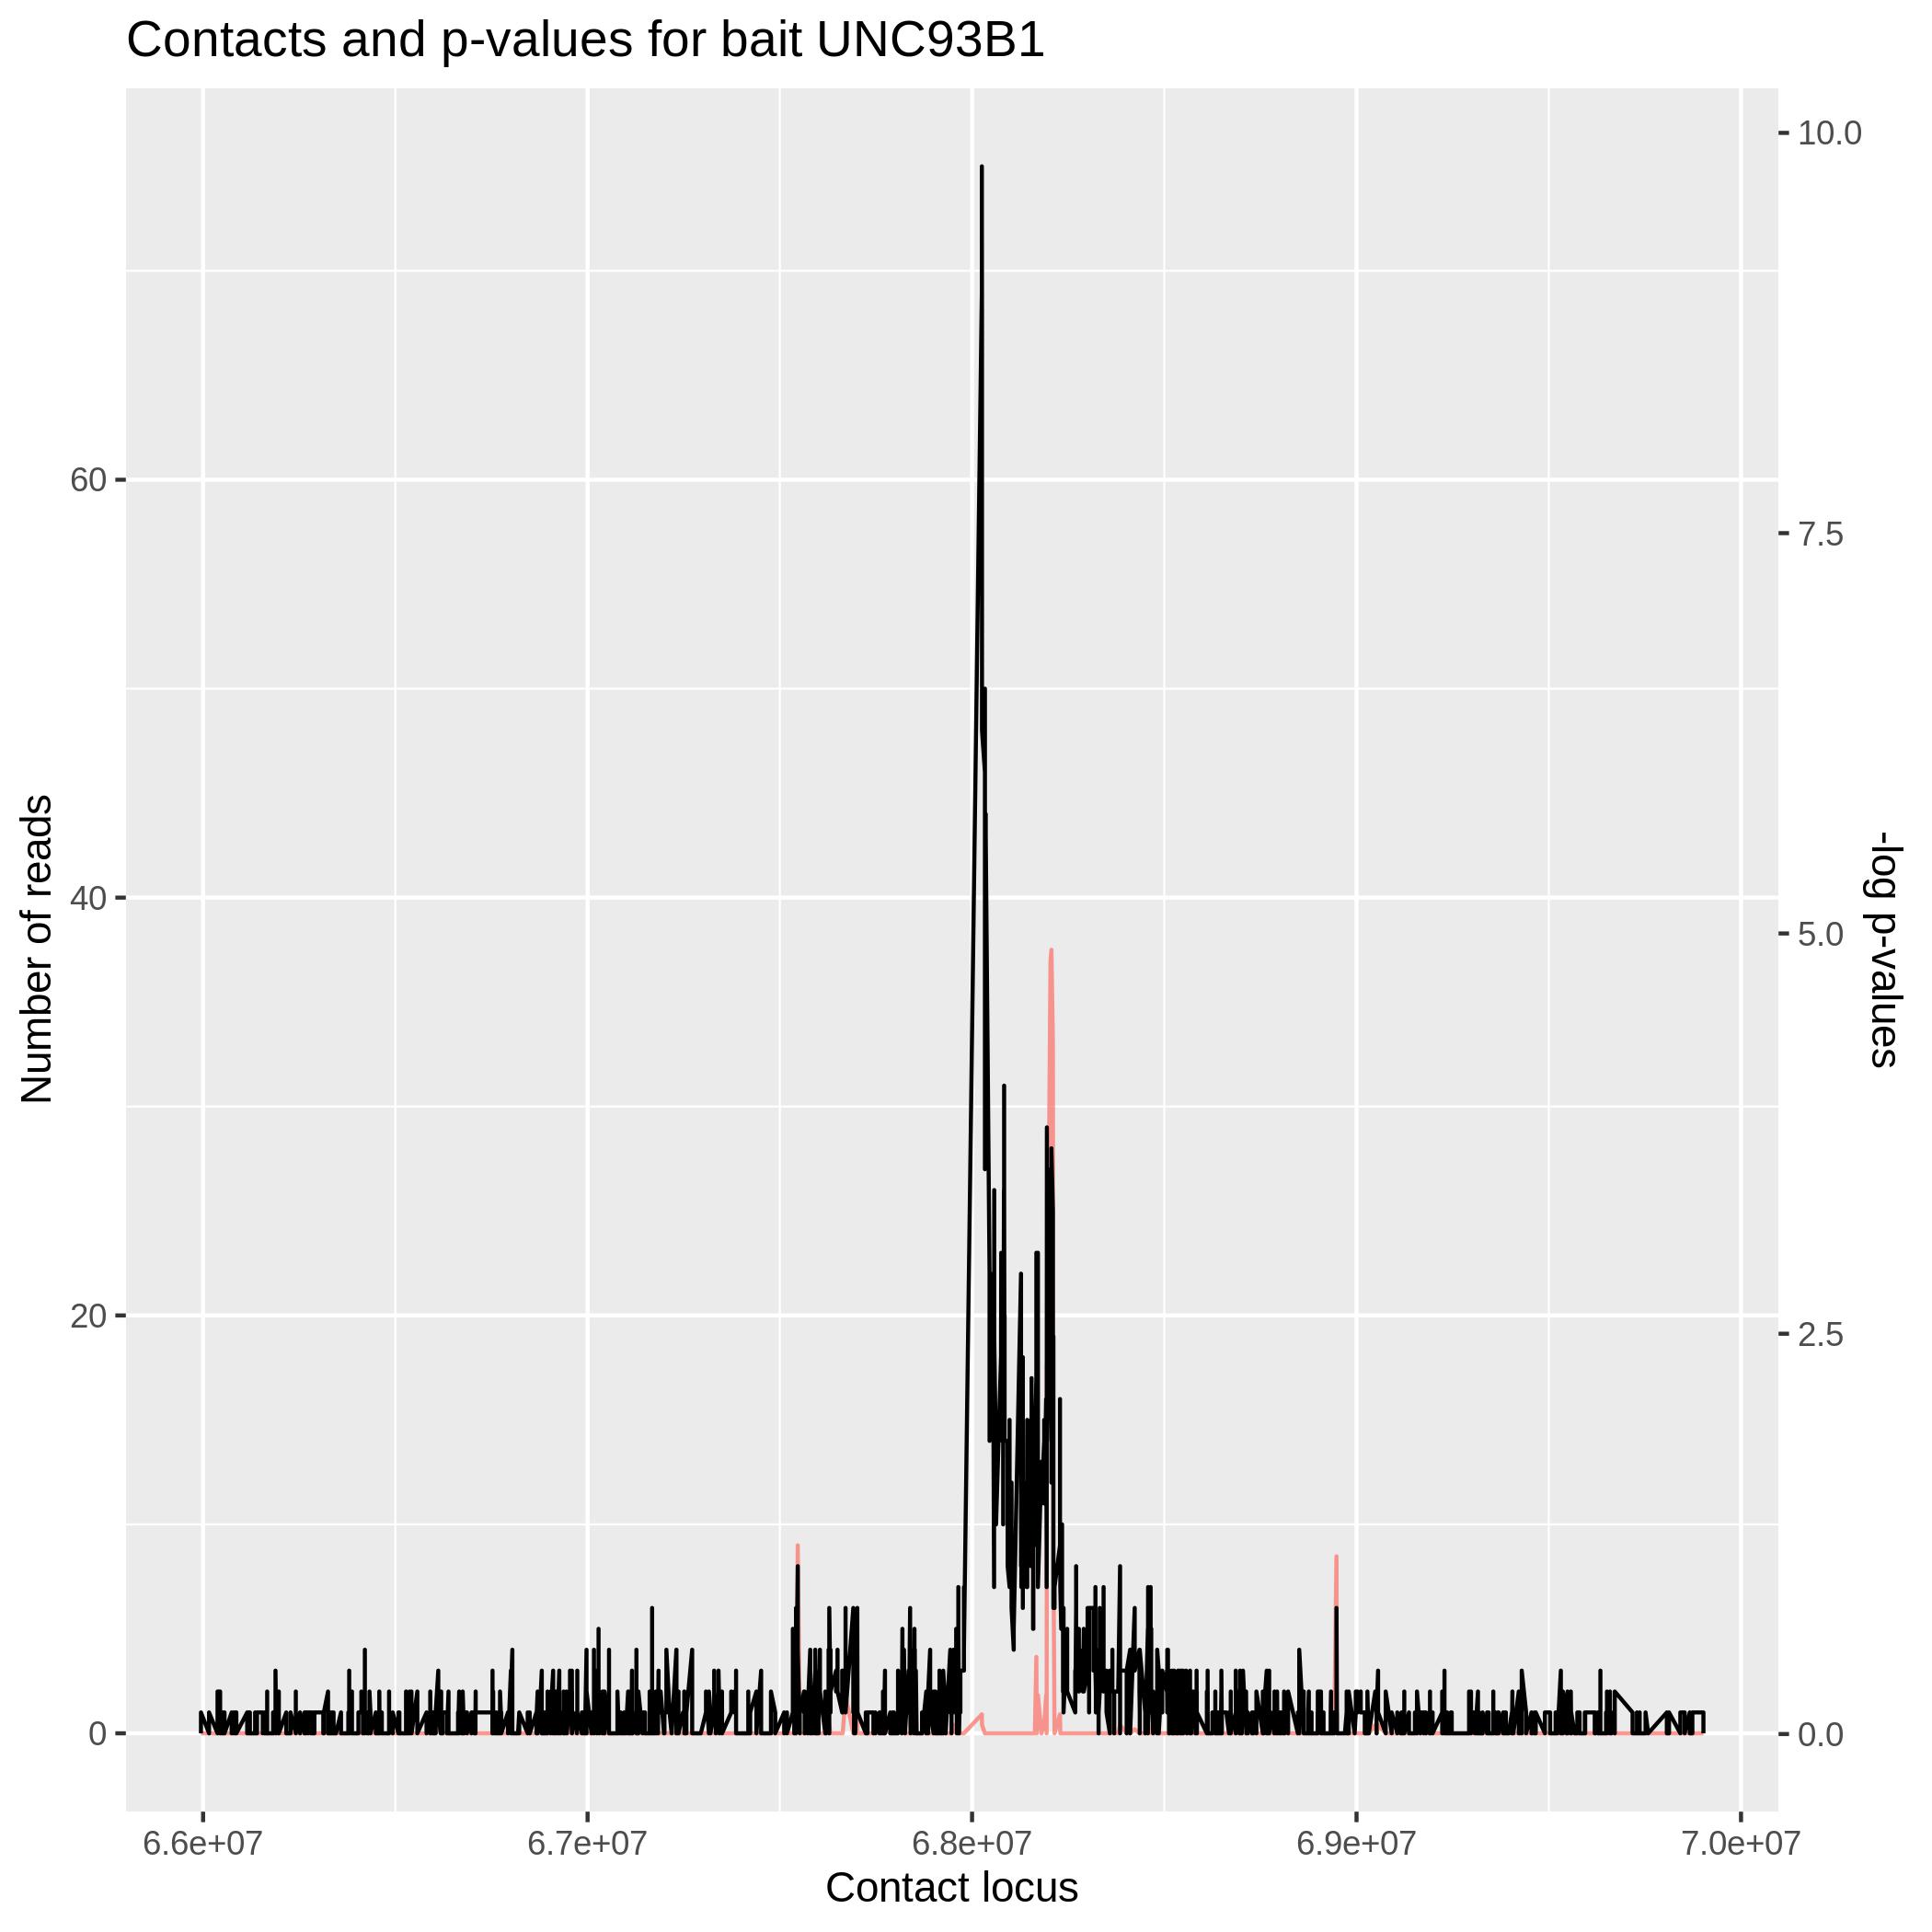 Contacts and p-values for bait UNC93B1
10.0
60
7.5
Number of reads
-log p-values
40
5.0
20
2.5
0
0.0
6.6e+07 6.7e+07 6.8e+07 6.9e+07 7.0e+07
Contact locus